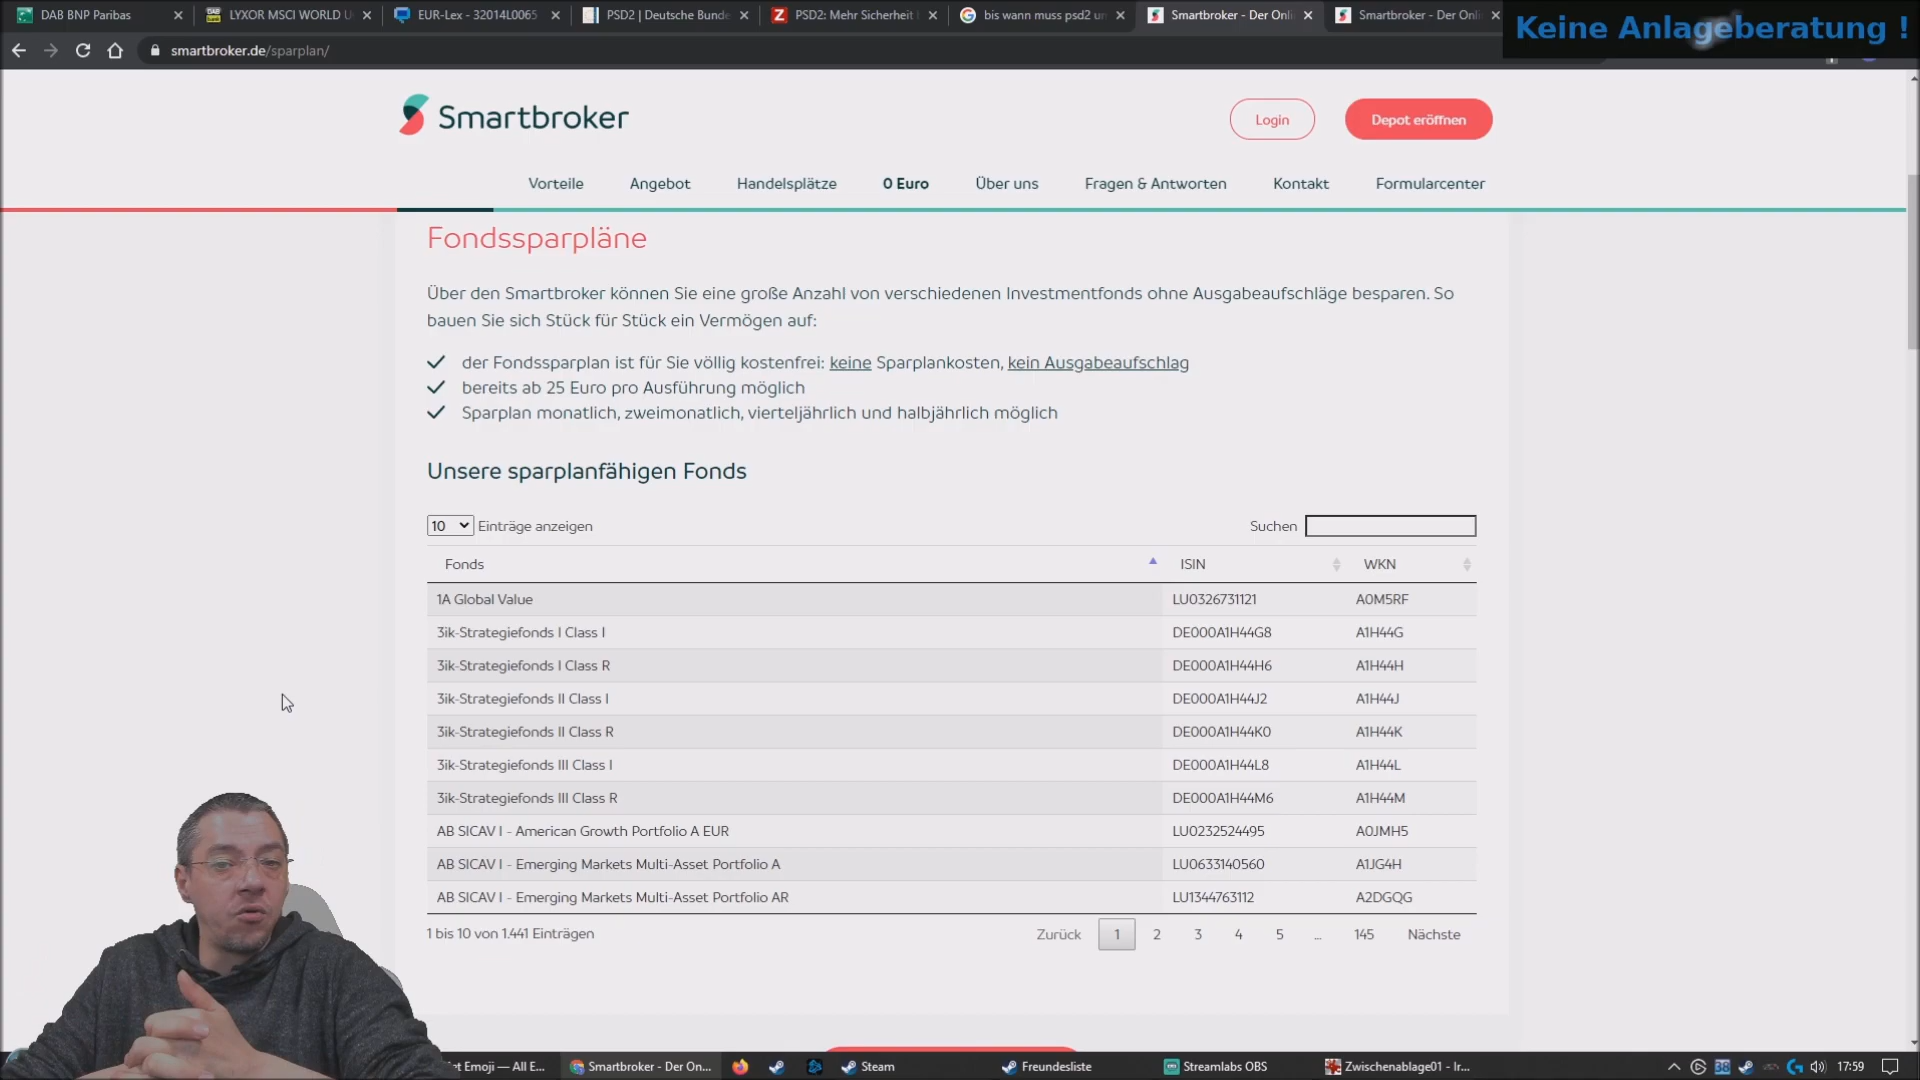 DAB BNP Paribas
LYXOR MSCI WORLD U
EUR-Lex - 32014L0065
PSD2 | Deutsche Bunde
PSD2: Mehr Sicherheit
bis wann muss psd2 un
Smartbroker - Der Onli
Smartbroker - Der Onli
Keine Anlageberatung !
smartbroker.de/sparplan/
Smartbroker
Login
Depot eröffnen
Vorteile
Angebot
Handelsplätze
0 Euro
Über uns
Fragen & Antworten
Kontakt
Formularcenter
Fondssparpläne
Über den Smartbroker können Sie eine große Anzahl von verschiedenen Investmentfonds ohne Ausgabeaufschläge besparen. So
bauen Sie sich Stück für Stück ein Vermögen auf:
der Fondssparplan ist für Sie völlig kostenfrei: keine Sparplankosten, kein Ausgabeaufschlag
bereits ab 25 Euro pro Ausführung möglich
Sparplan monatlich, zweimonatlich, vierteljährlich und halbjährlich möglich
Unsere sparplanfähigen Fonds
10 Einträge anzeigen
Suchen
Fonds ISIN WKN
1A Global Value LU0326731121 A0M5RF
3ik-Strategiefonds I Class I DE000A1H44G8 A1H44G
3ik-Strategiefonds I Class R DE000A1H44H6 A1H44H
3ik-Strategiefonds II Class I DE000A1H44J2 A1H44J
3ik-Strategiefonds II Class R DE000A1H44K0 A1H44K
3ik-Strategiefonds III Class I DE000A1H44L8 A1H44L
3ik-Strategiefonds III Class R DE000A1H44M6 A1H44M
AB SICAV I - American Growth Portfolio A EUR LU0232524495 A0JMH5
AB SICAV I - Emerging Markets Multi-Asset Portfolio A LU0633140560 A1JG4H
AB SICAV I - Emerging Markets Multi-Asset Portfolio AR LU1344763112 A2DGQG
1 bis 10 von 1.441 Einträgen
Zurück 1 2 3 4 5 … 145 Nächste
et Emoji — All E...
Smartbroker - Der On...
Steam
Freundesliste
Streamlabs OBS
Zwischenablage01 - Ir...
38
17:59